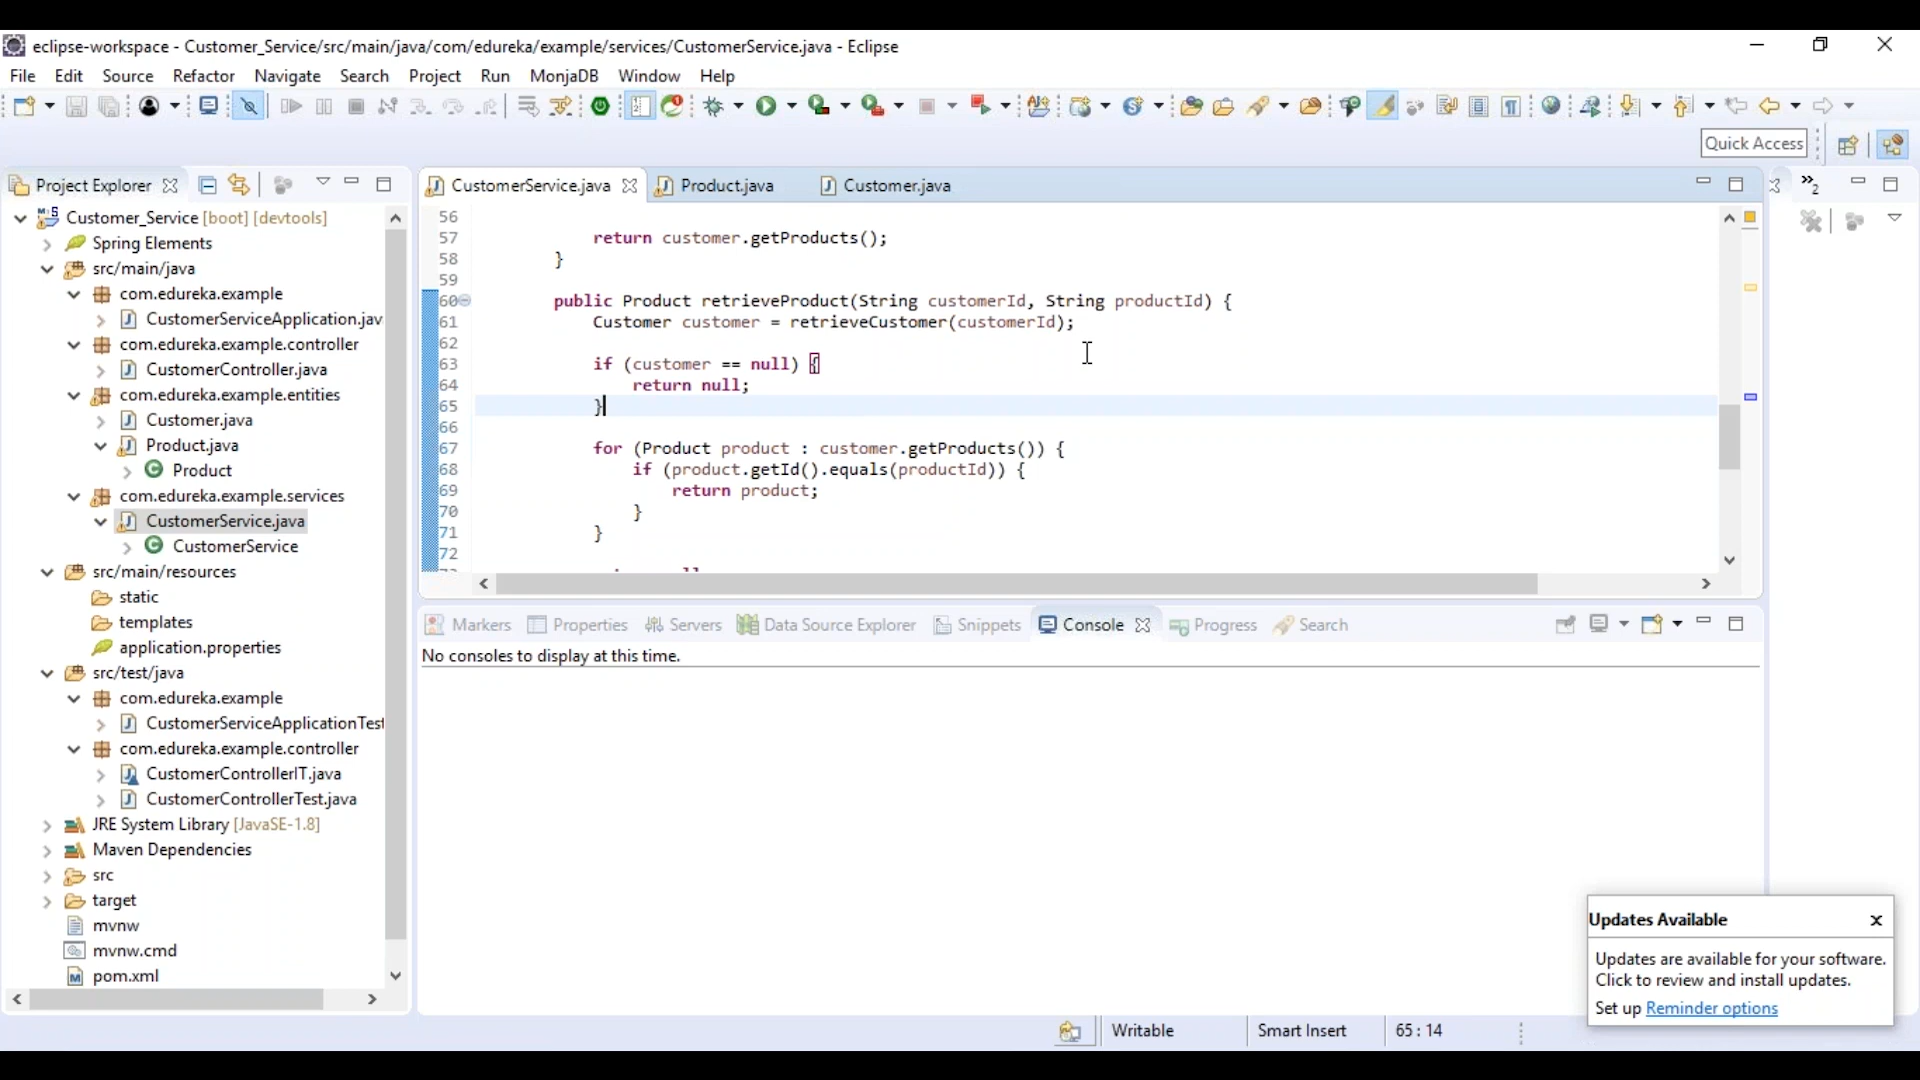 eclipse-workspace - Customer_Service/src/main/java/com/edureka/example/services/CustomerService.java - Eclipse
File Edit Source Refactor Navigate Search Project Run MonjaDB Window Help
Quick Access
Project Explorer
Customer_Service [boot] [devtools]
Spring Elements
src/main/java
com.edureka.example
CustomerServiceApplication.jav
com.edureka.example.controller
CustomerController.java
com.edureka.example.entities
Customer.java
Product.java
Product
com.edureka.example.services
CustomerService.java
CustomerService
src/main/resources
static
templates
application.properties
src/test/java
com.edureka.example
CustomerServiceApplicationTest
com.edureka.example.controller
CustomerControllerIT.java
CustomerControllerTest.java
JRE System Library [JavaSE-1.8]
Maven Dependencies
src
target
mvnw
mvnw.cmd
pom.xml
CustomerService.java Product.java Customer.java
56
57 return customer.getProducts();
58 }
59
60 public Product retrieveProduct(String customerId, String productId) {
61 Customer customer = retrieveCustomer(customerId);
62
63 if (customer == null) {
64 return null;
65 }
66
67 for (Product product : customer.getProducts()) {
68 if (product.getId().equals(productId)) {
69 return product;
70 }
71 }
72
Markers Properties Servers Data Source Explorer Snippets Console Progress Search
No consoles to display at this time.
Updates Available
Updates are available for your software.
Click to review and install updates.
Set up Reminder options
Writable Smart Insert 65 : 14